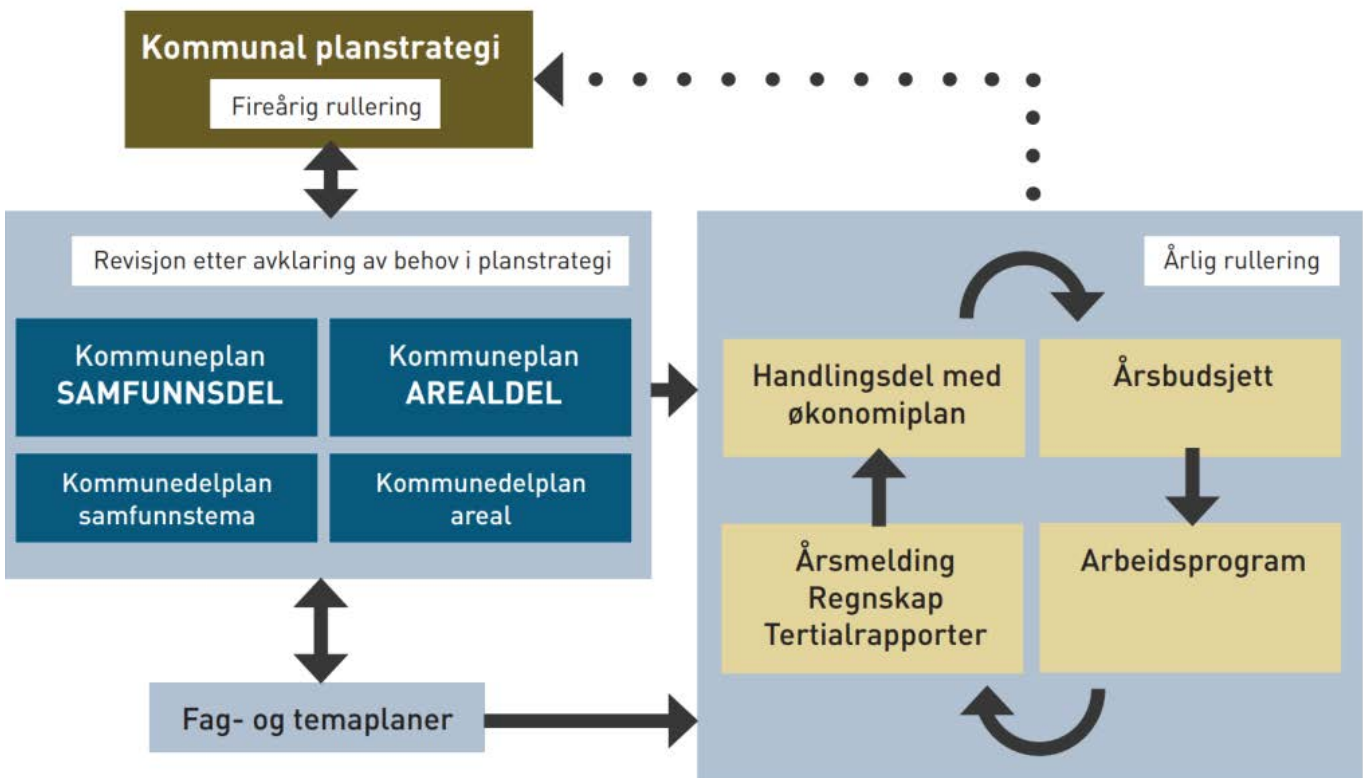 Kommunal planstrategi
Fireårig rullering
Revisjon etter avklaring av behov i planstrategi
Kommuneplan
SAMFUNNSDEL
Kommuneplan
AREALDEL
Kommunedelplan
samfunnstema
Kommunedelplan
areal
Fag- og temaplaner
Årlig rullering
Handlingsdel med
økonomiplan
Årsbudsjett
Årsmelding
Regnskap
Tertialrapporter
Arbeidsprogram